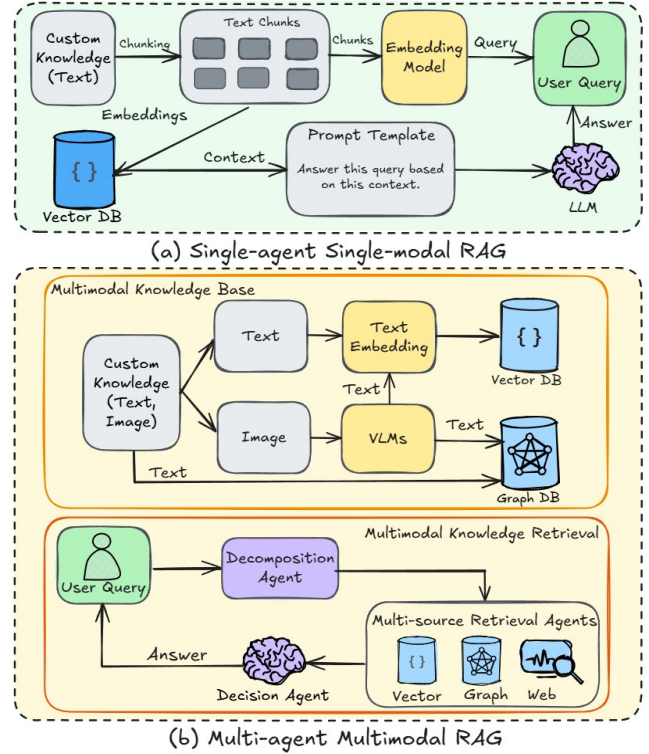 Custom
Knowledge
(Text)
Chunking
Text Chunks
Chunks
Embedding
Model
Query
User Query
Embeddings
Answer
{ }
Vector DB
Context
Prompt Template
Answer this query based
on this context.
LLM
(a) Single-agent Single-modal RAG
Multimodal Knowledge Base
Custom
Knowledge
(Text,
Image)
Text
Text
Embedding
{ }
Vector DB
Text
Image
VLMs
Text
Text
Graph DB
Multimodal Knowledge Retrieval
User Query
Decomposition
Agent
Multi-source Retrieval Agents
{ }
Vector
Graph
Web
Answer
Decision Agent
(b) Multi-agent Multimodal RAG